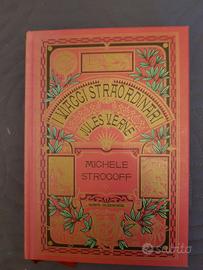 I VIAGGI STRAORDINARI
JULES VERNE
MICHELE
STROGOFF
subito